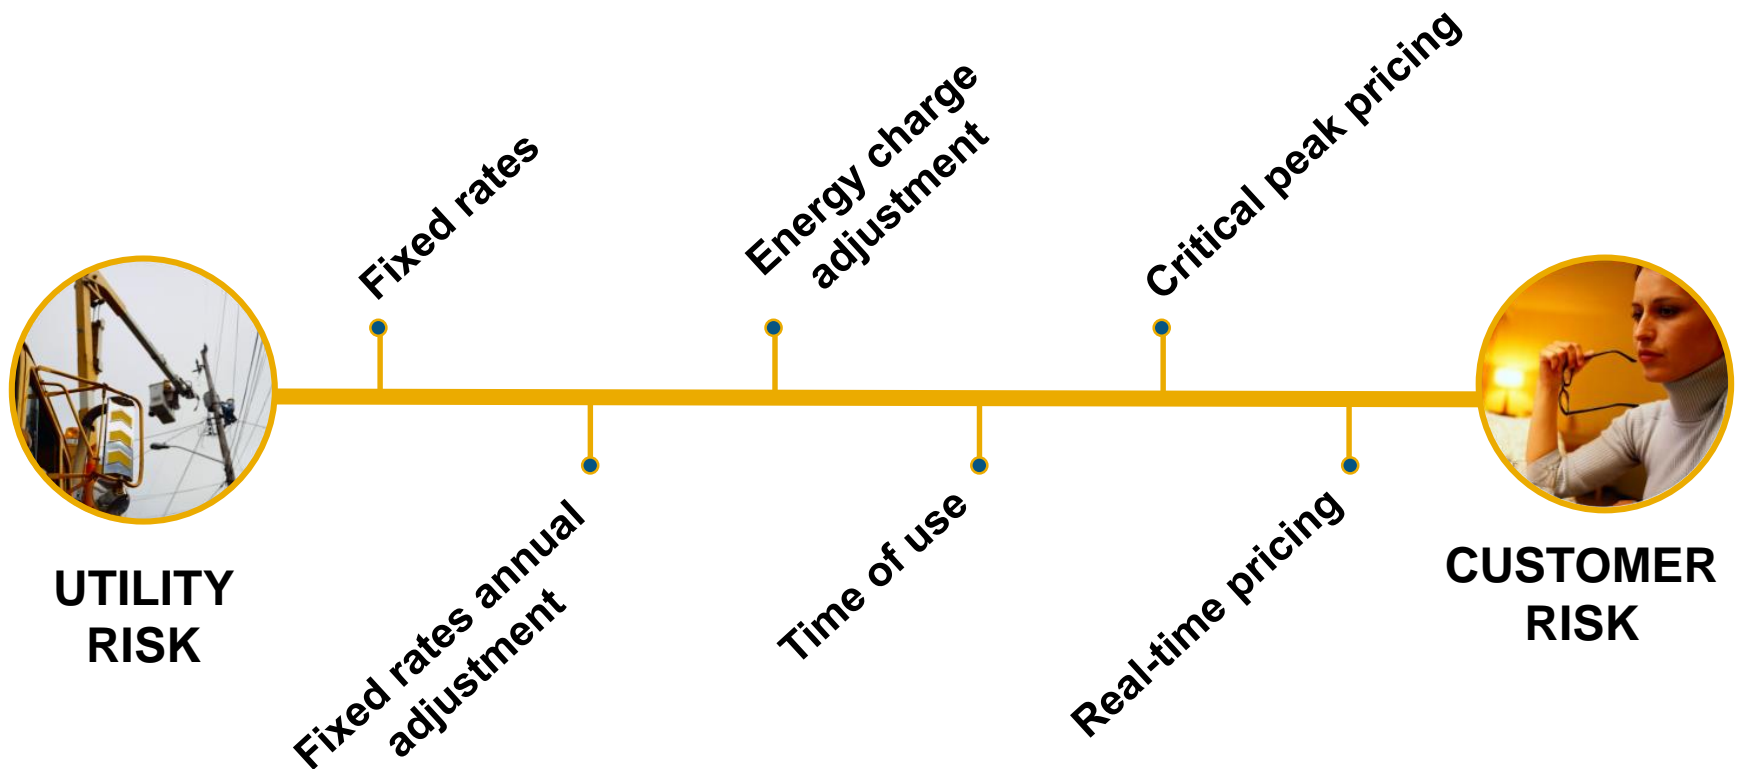 Fixed rates
Energy charge
adjustment
Critical peak pricing
UTILITY
RISK
Fixed rates annual
adjustment
Time of use
Real-time pricing
CUSTOMER
RISK